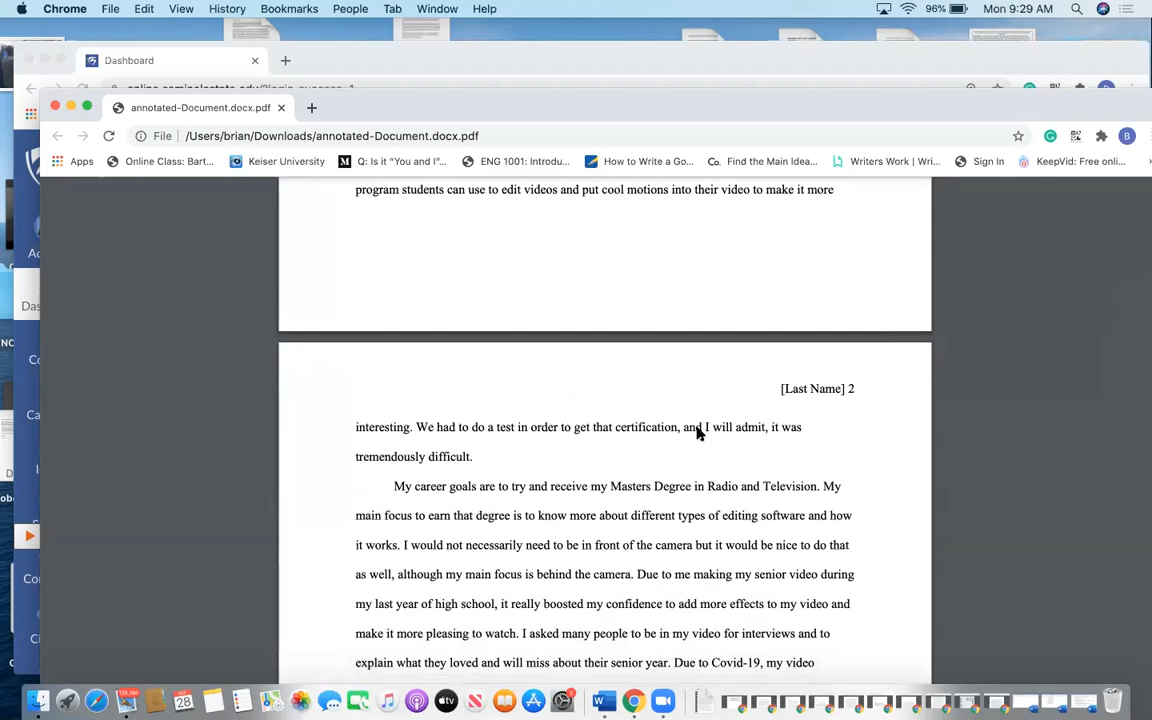 Chrome File Edit View History Bookmarks People Tab Window Help 96% Mon 9:29 AM
Dashboard
annotated-Document.docx.pdf
File /Users/brian/Downloads/annotated-Document.docx.pdf B
Apps Online Class: Bart... Keiser University Q: Is it "You and I"... ENG 1001: Introdu... How to Write a Go... Find the Main Idea... Writers Work | Wri... Sign In KeepVid: Free onli...
program students can use to edit videos and put cool motions into their video to make it more
[Last Name] 2
interesting. We had to do a test in order to get that certification, and I will admit, it was
tremendously difficult.
My career goals are to try and receive my Masters Degree in Radio and Television. My
main focus to earn that degree is to know more about different types of editing software and how
it works. I would not necessarily need to be in front of the camera but it would be nice to do that
as well, although my main focus is behind the camera. Due to me making my senior video during
my last year of high school, it really boosted my confidence to add more effects to my video and
make it more pleasing to watch. I asked many people to be in my video for interviews and to
explain what they loved and will miss about their senior year. Due to Covid-19, my video